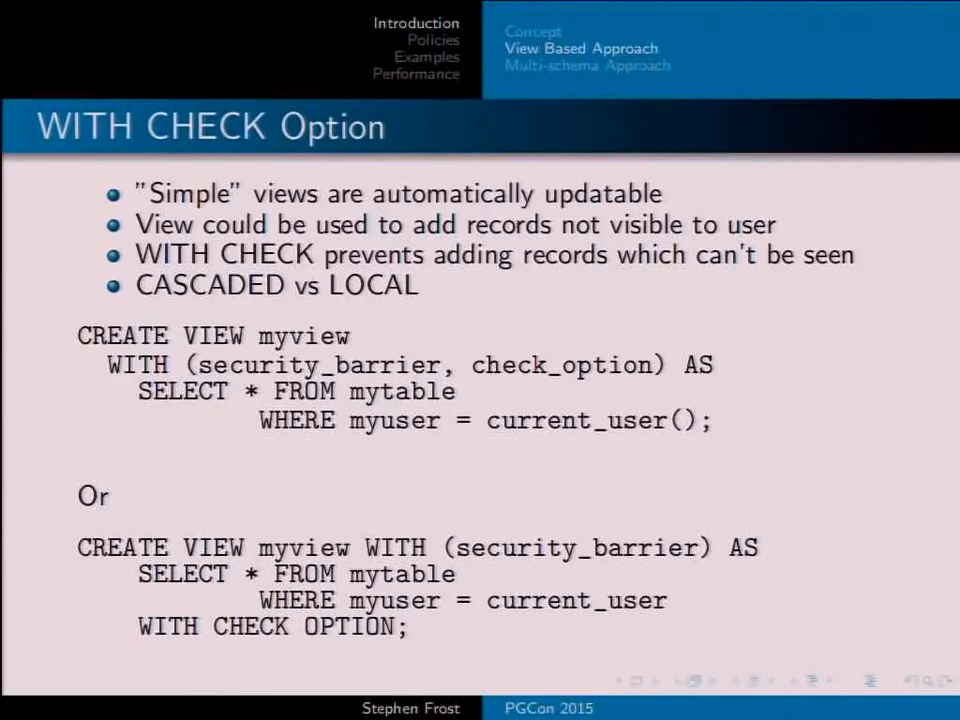 Introduction
Policies
Examples
Performance
Concept
View Based Approach
Multi-schema Approach
WITH CHECK Option
"Simple" views are automatically updatable
View could be used to add records not visible to user
WITH CHECK prevents adding records which can't be seen
CASCADED vs LOCAL
CREATE VIEW myview
WITH (security_barrier, check_option) AS
SELECT * FROM mytable
WHERE myuser = current_user();
Or
CREATE VIEW myview WITH (security_barrier) AS
SELECT * FROM mytable
WHERE myuser = current_user
WITH CHECK OPTION;
Stephen Frost
PGCon 2015